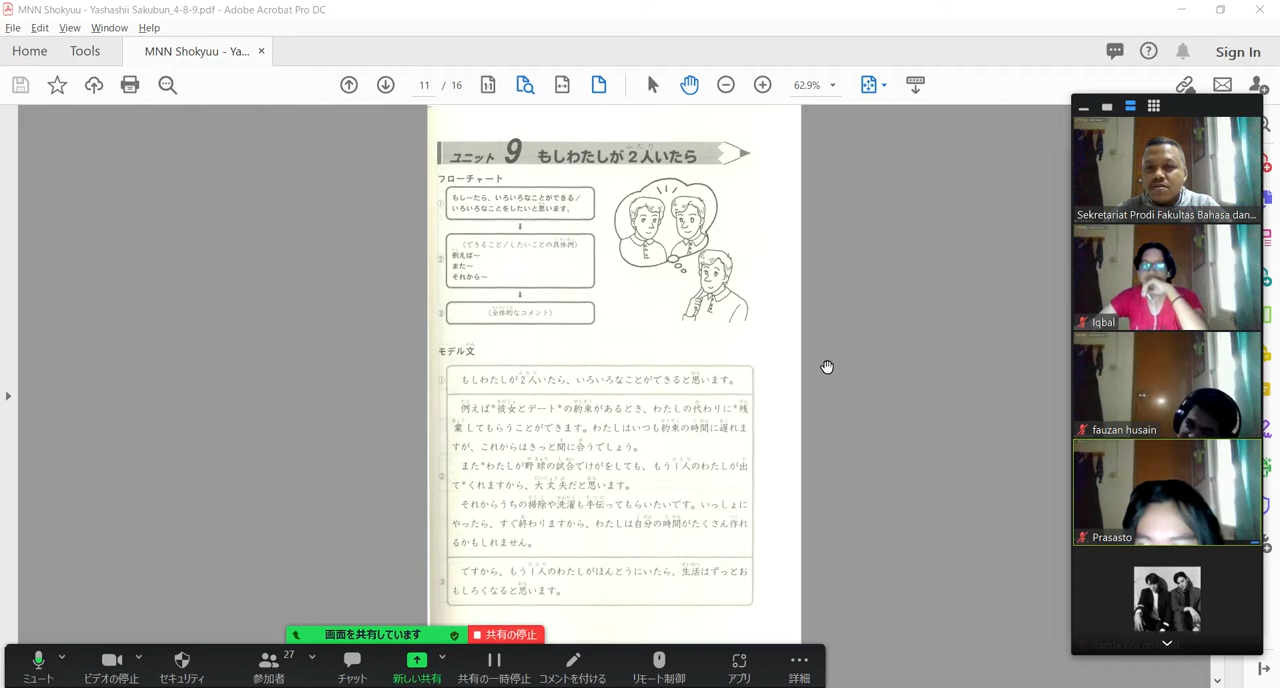 MNN Shokyuu - Yashashii Sakubun_4-8-9.pdf - Adobe Acrobat Pro DC
File Edit View Window Help
Home Tools MNN Shokyuu - Ya... ×
Sign In
11 / 16 62.9%
ユニット 9 もしわたしが2人いたら
ふたり
フローチャート
① もし〜たら、いろいろなことができる/
いろいろなことをしたいと思います。
② (できること/したいことの具体例)
例えば〜
また〜
それから〜
③ (全体的なコメント)
モデル文
① もしわたしが2人いたら、いろいろなことができると思います。
例えば*彼女とデート*の約束があるとき、わたしの代わりに*残
業してもらうことができます。わたしはいつも約束の時間に遅れま
すが、これからはきっと間に合うでしょう。
また*わたしが野球の試合でけがをしても、もう1人のわたしが出
② て*くれますから、大丈夫だと思います。
それからうちの掃除や洗濯も手伝ってもらいたいです。いっしょに
やったら、すぐ終わりますから、わたしは自分の時間がたくさん作れ
るかもしれません。
ですから、もう1人のわたしがほんとうにいたら、生活はずっとお
③ もしろくなると思います。
Sekretariat Prodi Fakultas Bahasa dan...
Iqbal
fauzan husain
Prasasto
画面を共有しています 共有の停止
ミュート ビデオの停止 セキュリティ 27 参加者 チャット 新しい共有 共有の一時停止 コメントを付ける リモート制御 アプリ 詳細